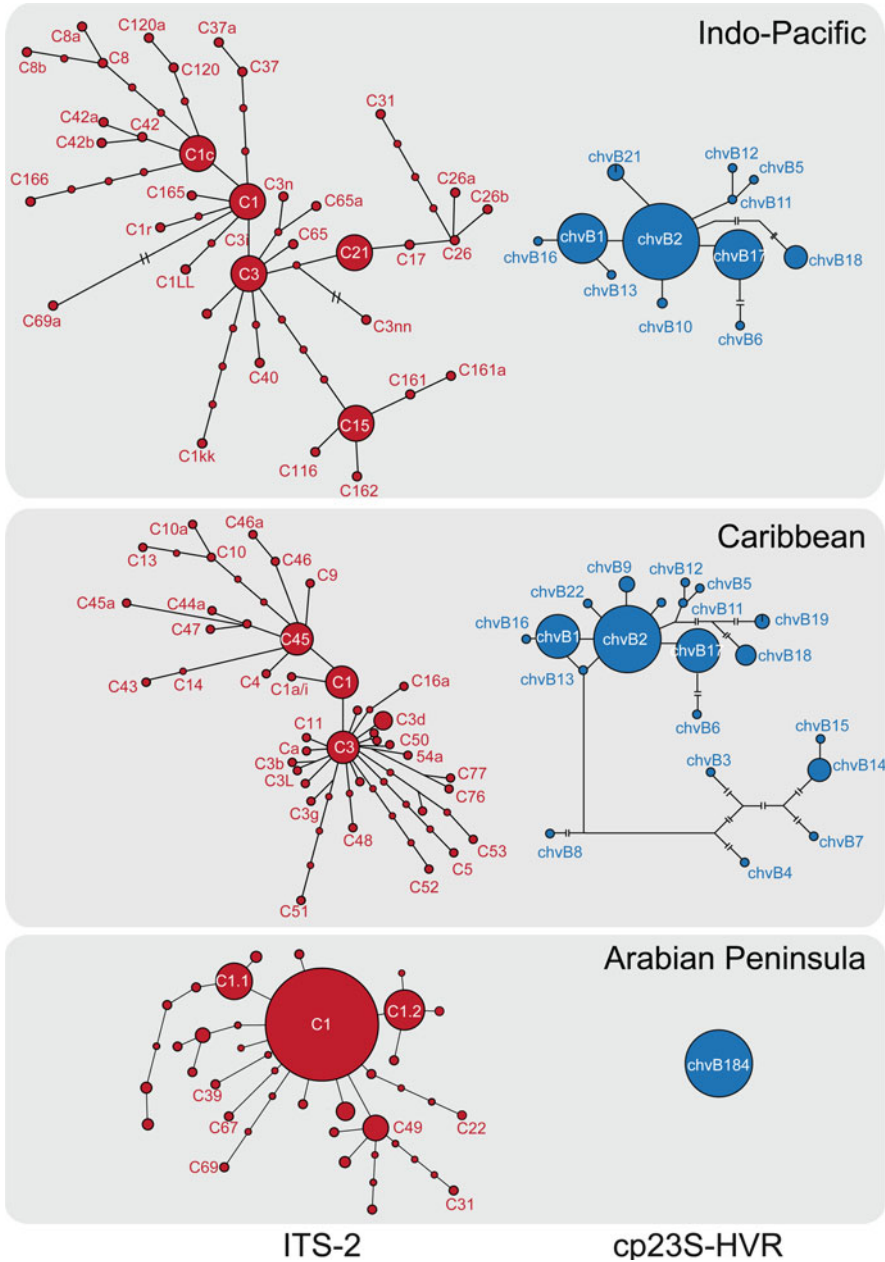 Indo-Pacific
C8a
C8b
C8
C120a
C120
C37a
C37
C42a
C42
C42b
C1c
C166
C165
C1
C3n
C65a
C1r
C3i
C65
C1LL
C3
C21
C69a
C31
C26a
C26b
C17
C26
C3nn
C40
C1kk
C161
C161a
C15
C116
C162
chvB21
chvB12
chvB5
chvB11
chvB1
chvB2
chvB17
chvB18
chvB16
chvB13
chvB10
chvB6
Caribbean
C10a
C46a
C13
C10
C46
C9
C45a
C44a
C47
C45
C43
C14
C4
C1
C1a/i
C16a
C11
C3d
Ca
C3
C50
C3b
54a
C3L
C77
C76
C3g
C48
C53
C5
C52
C51
chvB9
chvB12
chvB22
chvB5
chvB11
chvB19
chvB16
chvB1
chvB2
chvB17
chvB18
chvB13
chvB6
chvB15
chvB3
chvB14
chvB8
chvB7
chvB4
Arabian Peninsula
C1.1
C1
C1.2
C39
C67
C69
C49
C22
C31
chvB184
ITS-2
cp23S-HVR